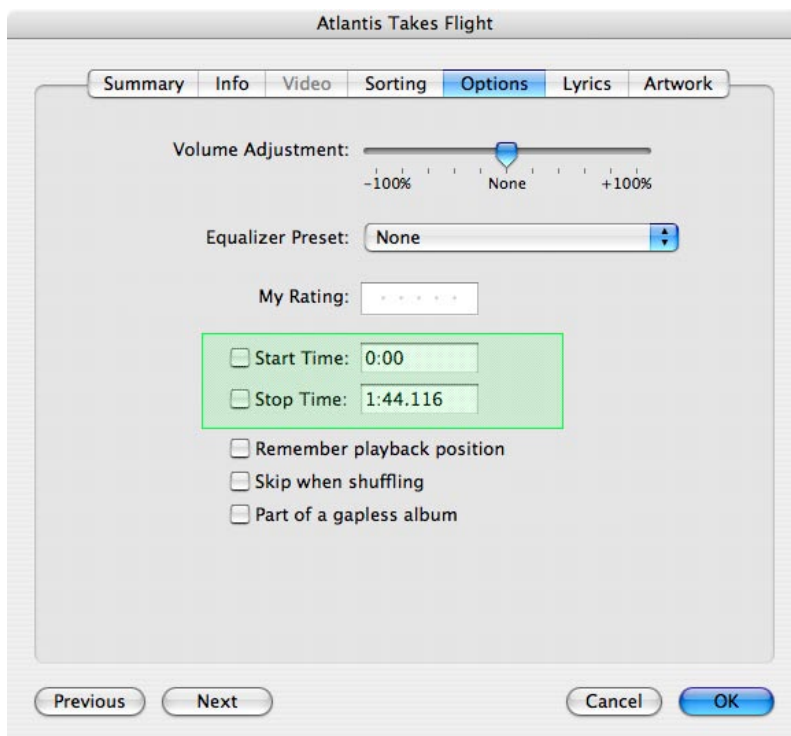 Atlantis Takes Flight
Summary Info Video Sorting Options Lyrics Artwork
Volume Adjustment:
-100% None +100%
Equalizer Preset: None
My Rating:
Start Time: 0:00
Stop Time: 1:44.116
Remember playback position
Skip when shuffling
Part of a gapless album
Previous Next Cancel OK